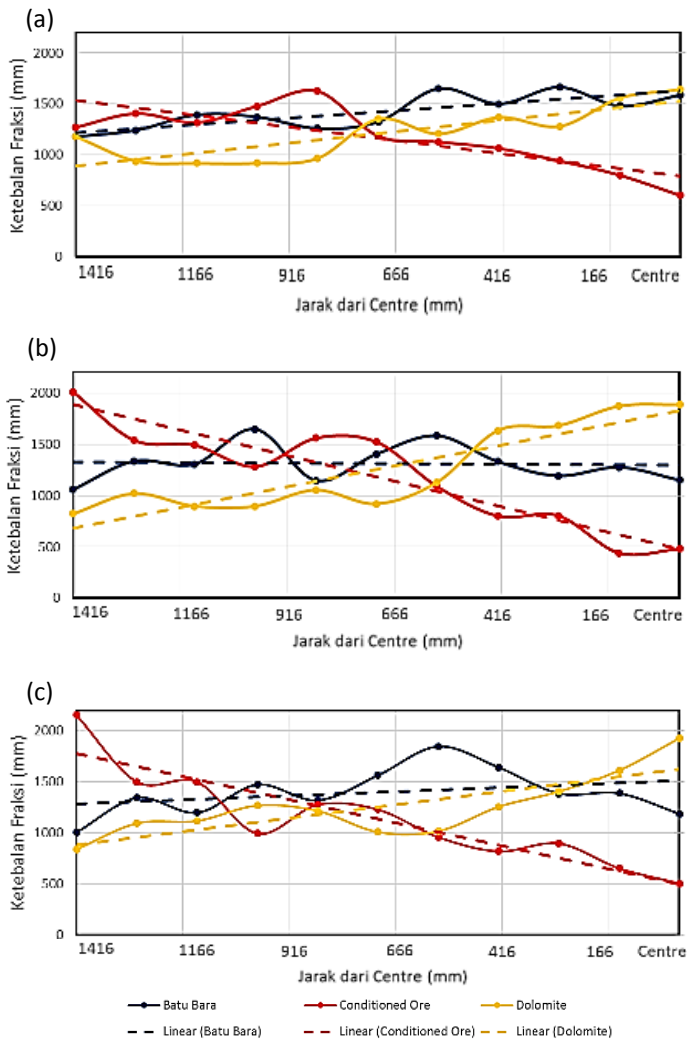 (a)
Ketebalan Fraksi (mm)
2000
1500
1000
500
0
1416 1166 916 666 416 166 Centre
Jarak dari Centre (mm)
(b)
Ketebalan Fraksi (mm)
2000
1500
1000
500
0
1416 1166 916 666 416 166 Centre
Jarak dari Centre (mm)
(c)
Ketebalan Fraksi (mm)
2000
1500
1000
500
0
1416 1166 916 666 416 166 Centre
Jarak dari Centre (mm)
Batu Bara Conditioned Ore Dolomite
Linear (Batu Bara) Linear (Conditioned Ore) Linear (Dolomite)